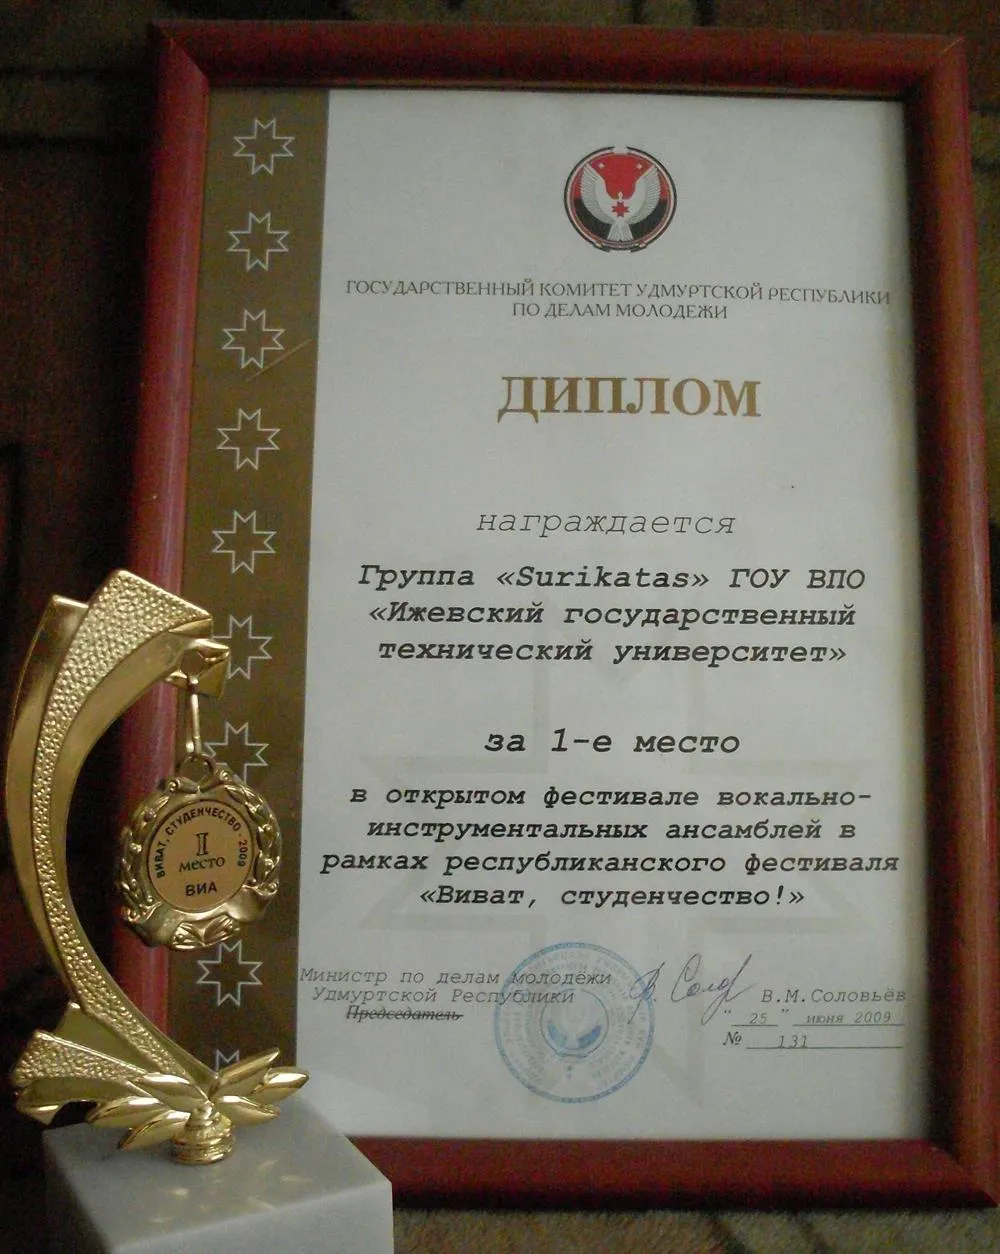 ГОСУДАРСТВЕННЫЙ КОМИТЕТ УДМУРТСКОЙ РЕСПУБЛИКИ
ПО ДЕЛАМ МОЛОДЕЖИ
ДИПЛОМ
награждается
Группа «Surikatas» ГОУ ВПО
«Ижевский государственный
технический университет»
за 1-е место
в открытом фестивале вокально-
инструментальных ансамблей в
рамках республиканского фестиваля
«Виват, студенчество!»
Министр по делам молодёжи
Удмуртской Республики
Председатель
В.М.Соловьёв
" 25 " июня 2009
№ 131
ВИВАТ, СТУДЕНЧЕСТВО - 2009
I
место
ВИА